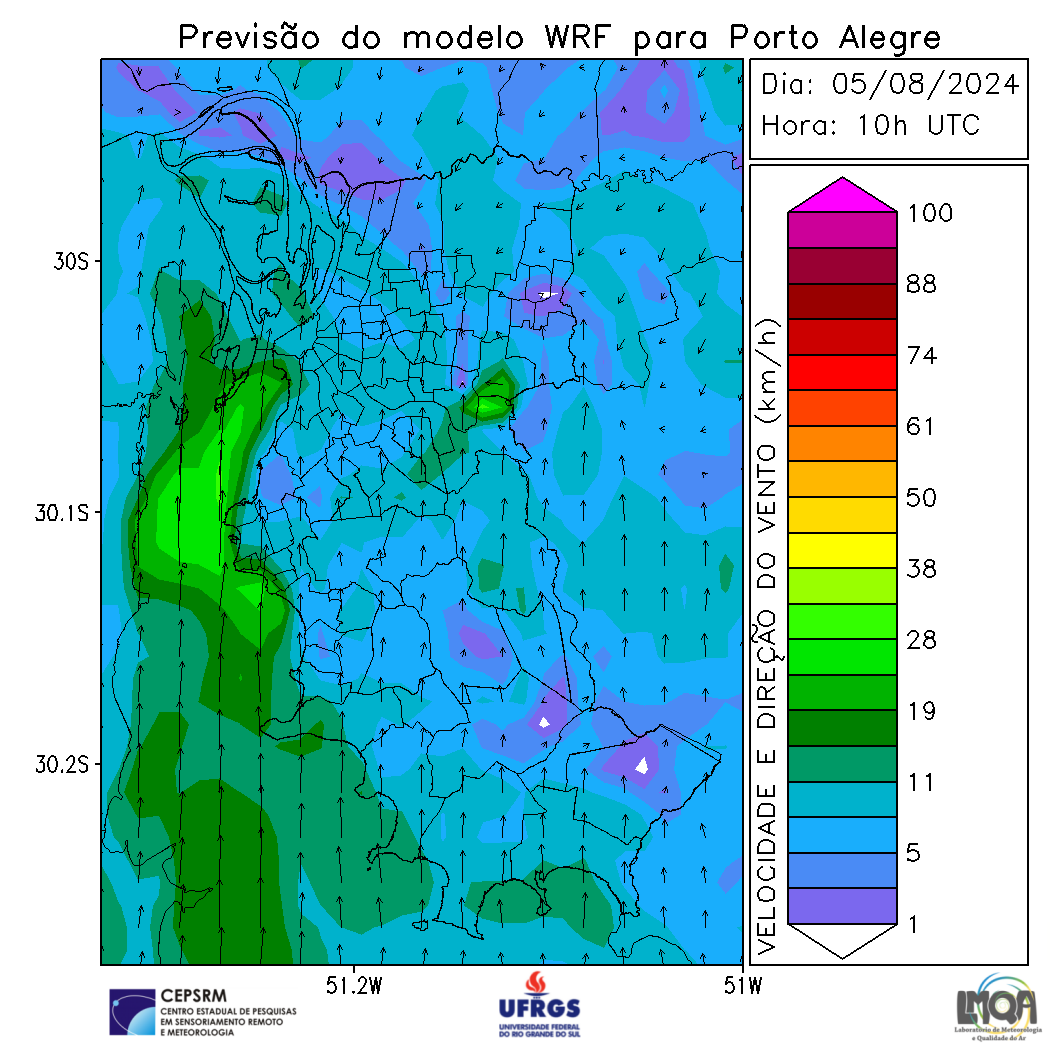 Previsão do modelo WRF para Porto Alegre
Dia: 05/08/2024
Hora: 10h UTC
30S
30.1S
30.2S
51.2W
51W
VELOCIDADE E DIREÇÃO DO VENTO (km/h)
100
88
74
61
50
38
28
19
11
5
1
CEPSRM
CENTRO ESTADUAL DE PESQUISAS
EM SENSORIAMENTO REMOTO
E METEOROLOGIA
UFRGS
UNIVERSIDADE FEDERAL
DO RIO GRANDE DO SUL
LMQA
Laboratório de Meteorologia
e Qualidade do Ar